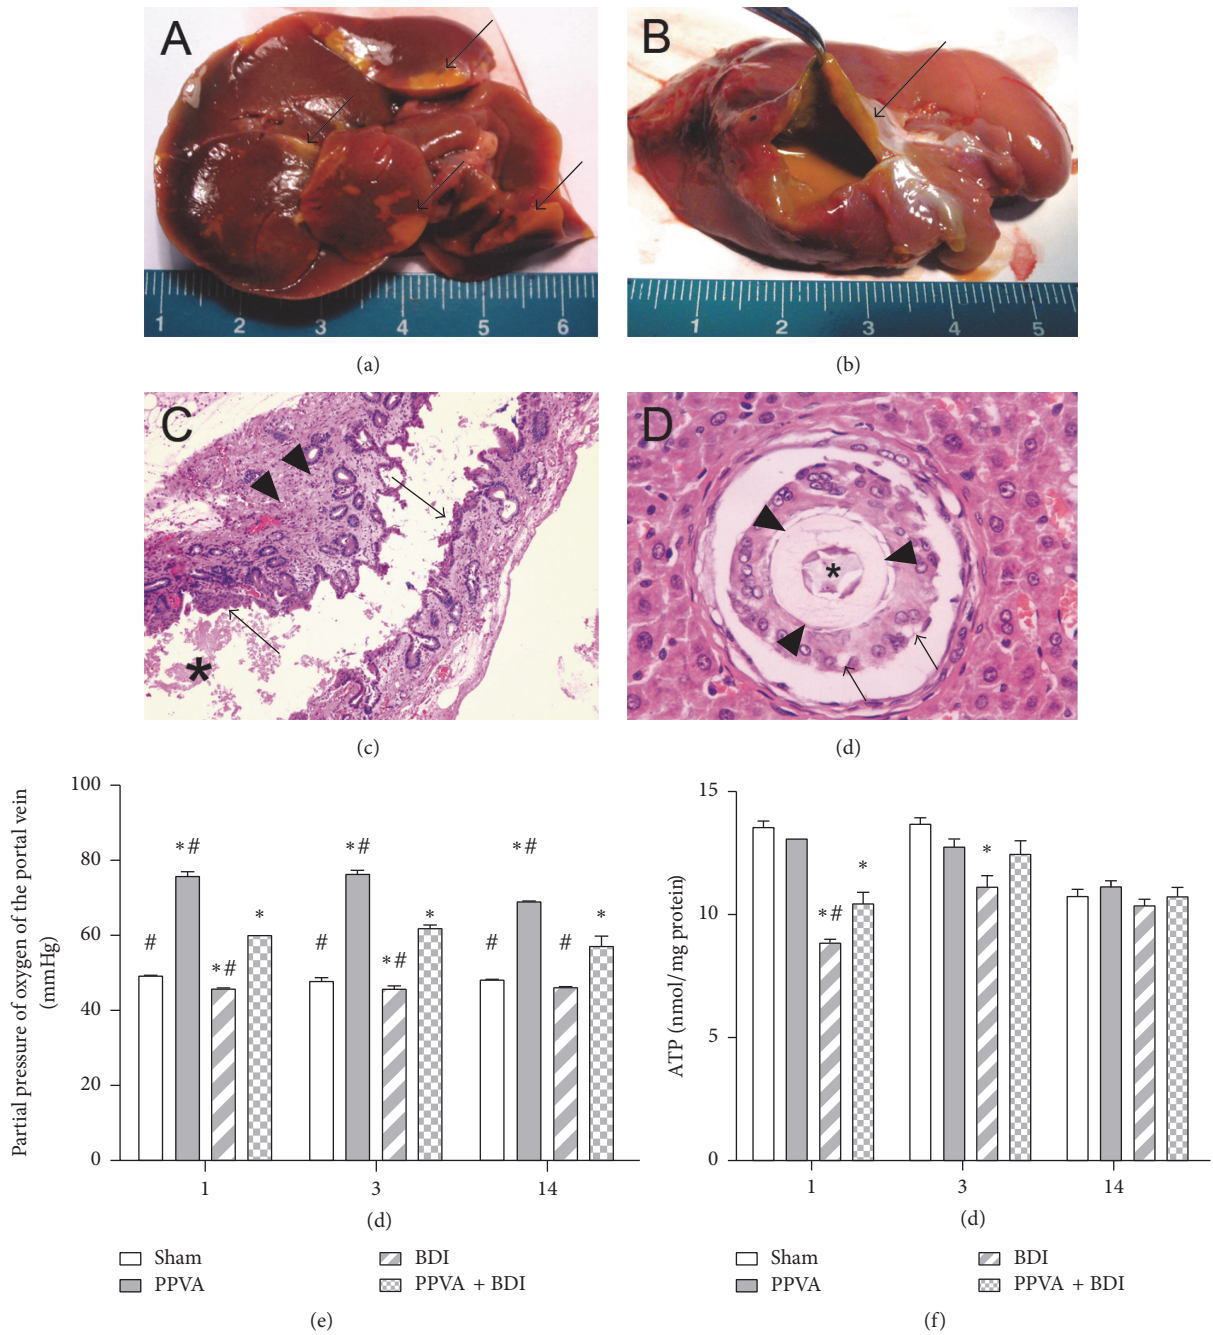 A
B
1 2 3 4 5 6
1 2 3 4 5
(a)
(b)
C
D
*
*
(c)
(d)
Partial pressure of oxygen of the portal vein
(mmHg)
100
80
60
40
20
0
# *# *# *
# *# *# *
# *# # *
1 3 14
(d)
Sham
PPVA
BDI
PPVA + BDI
(e)
ATP (nmol/mg protein)
15
10
5
0
*# *
*
1 3 14
(d)
Sham
PPVA
BDI
PPVA + BDI
(f)